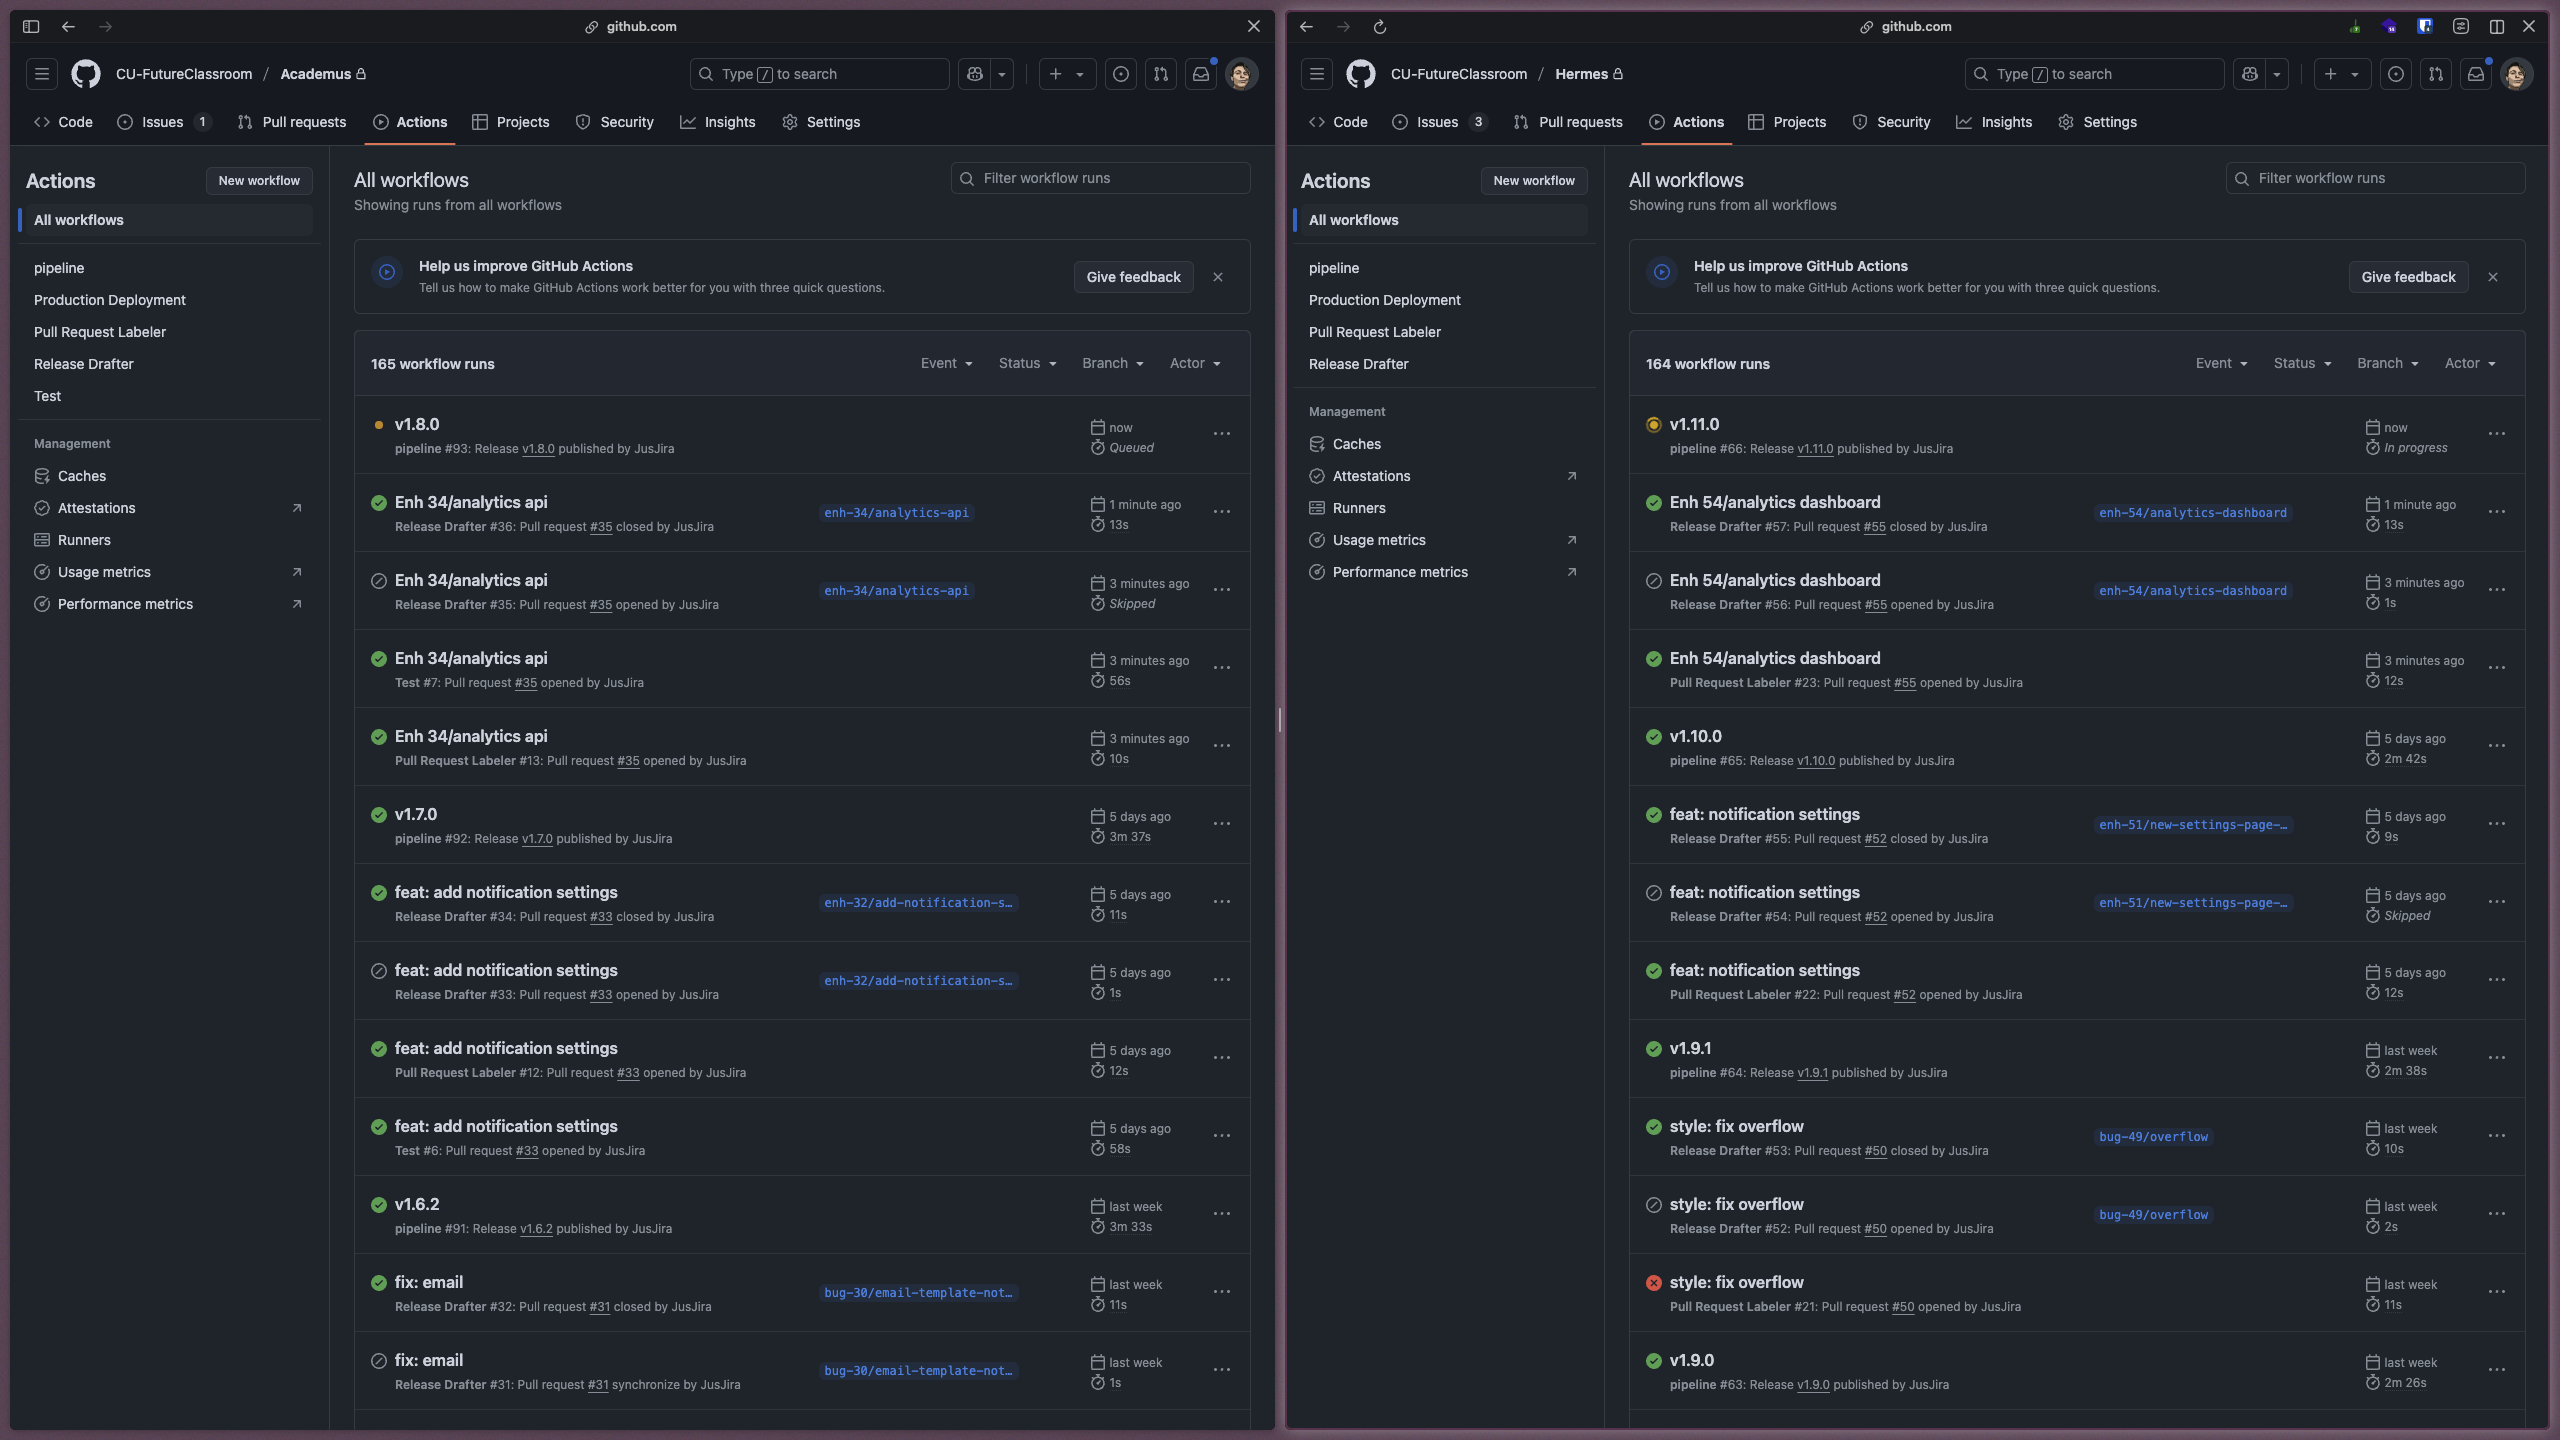 github.com
CU-FutureClassroom / Academus
Type / to search
Code
Issues 1
Pull requests
Actions
Projects
Security
Insights
Settings
Actions
New workflow
All workflows
pipeline
Production Deployment
Pull Request Labeler
Release Drafter
Test
Management
Caches
Attestations
Runners
Usage metrics
Performance metrics
All workflows
Showing runs from all workflows
Filter workflow runs
Help us improve GitHub Actions
Tell us how to make GitHub Actions work better for you with three quick questions.
Give feedback
165 workflow runs
Event
Status
Branch
Actor
v1.8.0
pipeline #93: Release v1.8.0 published by JusJira
now
Queued
Enh 34/analytics api
Release Drafter #36: Pull request #35 closed by JusJira
enh-34/analytics-api
1 minute ago
13s
Enh 34/analytics api
Release Drafter #35: Pull request #35 opened by JusJira
enh-34/analytics-api
3 minutes ago
Skipped
Enh 34/analytics api
Test #7: Pull request #35 opened by JusJira
3 minutes ago
56s
Enh 34/analytics api
Pull Request Labeler #13: Pull request #35 opened by JusJira
3 minutes ago
10s
v1.7.0
pipeline #92: Release v1.7.0 published by JusJira
5 days ago
3m 37s
feat: add notification settings
Release Drafter #34: Pull request #33 closed by JusJira
enh-32/add-notification-s…
5 days ago
11s
feat: add notification settings
Release Drafter #33: Pull request #33 opened by JusJira
enh-32/add-notification-s…
5 days ago
1s
feat: add notification settings
Pull Request Labeler #12: Pull request #33 opened by JusJira
5 days ago
12s
feat: add notification settings
Test #6: Pull request #33 opened by JusJira
5 days ago
58s
v1.6.2
pipeline #91: Release v1.6.2 published by JusJira
last week
3m 33s
fix: email
Release Drafter #32: Pull request #31 closed by JusJira
bug-30/email-template-not…
last week
11s
fix: email
Release Drafter #31: Pull request #31 synchronize by JusJira
bug-30/email-template-not…
last week
1s
github.com
CU-FutureClassroom / Hermes
Type / to search
Code
Issues 3
Pull requests
Actions
Projects
Security
Insights
Settings
Actions
New workflow
All workflows
pipeline
Production Deployment
Pull Request Labeler
Release Drafter
Management
Caches
Attestations
Runners
Usage metrics
Performance metrics
All workflows
Showing runs from all workflows
Filter workflow runs
Help us improve GitHub Actions
Tell us how to make GitHub Actions work better for you with three quick questions.
Give feedback
164 workflow runs
Event
Status
Branch
Actor
v1.11.0
pipeline #66: Release v1.11.0 published by JusJira
now
In progress
Enh 54/analytics dashboard
Release Drafter #57: Pull request #55 closed by JusJira
enh-54/analytics-dashboard
1 minute ago
13s
Enh 54/analytics dashboard
Release Drafter #56: Pull request #55 opened by JusJira
enh-54/analytics-dashboard
3 minutes ago
1s
Enh 54/analytics dashboard
Pull Request Labeler #23: Pull request #55 opened by JusJira
3 minutes ago
12s
v1.10.0
pipeline #65: Release v1.10.0 published by JusJira
5 days ago
2m 42s
feat: notification settings
Release Drafter #55: Pull request #52 closed by JusJira
enh-51/new-settings-page-…
5 days ago
9s
feat: notification settings
Release Drafter #54: Pull request #52 opened by JusJira
enh-51/new-settings-page-…
5 days ago
Skipped
feat: notification settings
Pull Request Labeler #22: Pull request #52 opened by JusJira
5 days ago
12s
v1.9.1
pipeline #64: Release v1.9.1 published by JusJira
last week
2m 38s
style: fix overflow
Release Drafter #53: Pull request #50 closed by JusJira
bug-49/overflow
last week
10s
style: fix overflow
Release Drafter #52: Pull request #50 opened by JusJira
bug-49/overflow
last week
2s
style: fix overflow
Pull Request Labeler #21: Pull request #50 opened by JusJira
last week
11s
v1.9.0
pipeline #63: Release v1.9.0 published by JusJira
last week
2m 26s